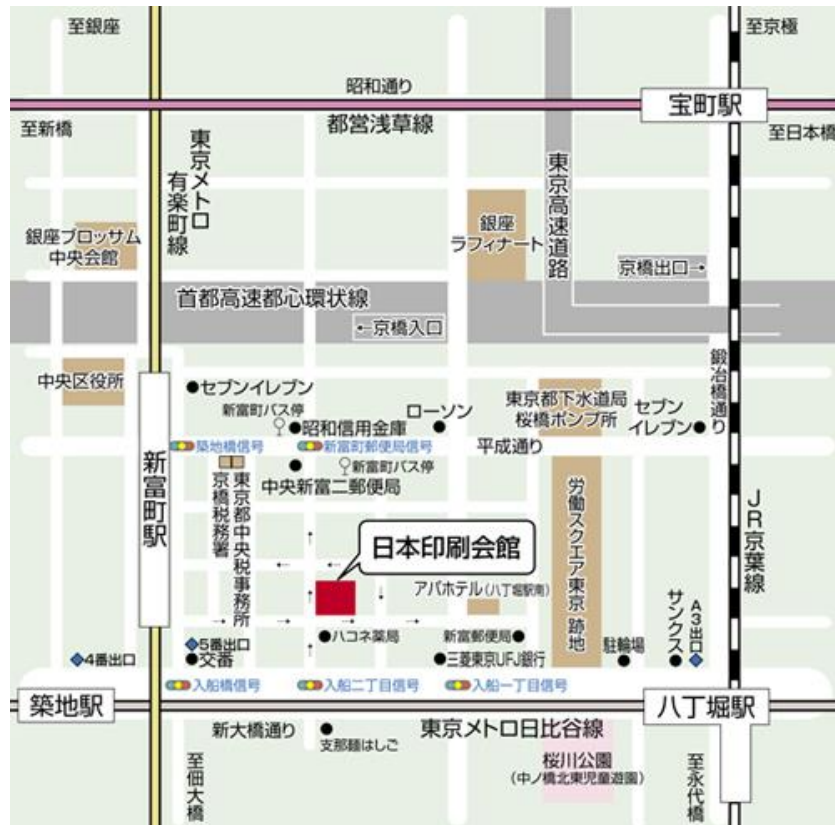 至銀座
至京極
昭和通り
宝町駅
至新橋
都営浅草線
至日本橋
東京メトロ
有楽町線
東京高速道路
銀座ブロッサム
中央会館
銀座
ラフィナート
京橋出口→
首都高速都心環状線
←京橋入口
鍛冶橋通り
中央区役所
セブンイレブン
新富町バス停
昭和信用金庫
ローソン
東京都下水道局
桜橋ポンプ所
セブン
イレブン
築地橋信号
新富町郵便局信号
平成通り
新富町バス停
中央新富二郵便局
新富町駅
京橋税務署
東京都中央税事務所
日本印刷会館
労働スクエア東京 跡地
JR京葉線
アパホテル(八丁堀駅南)
ハコネ薬局
新富郵便局
サンクス
A3出口
駐輪場
5番出口
4番出口
交番
三菱東京UFJ銀行
入船橋信号
入船二丁目信号
入船一丁目信号
築地駅
八丁堀駅
新大橋通り
東京メトロ日比谷線
支那麺はしご
桜川公園
(中ノ橋北東児童遊園)
至佃大橋
至永代橋